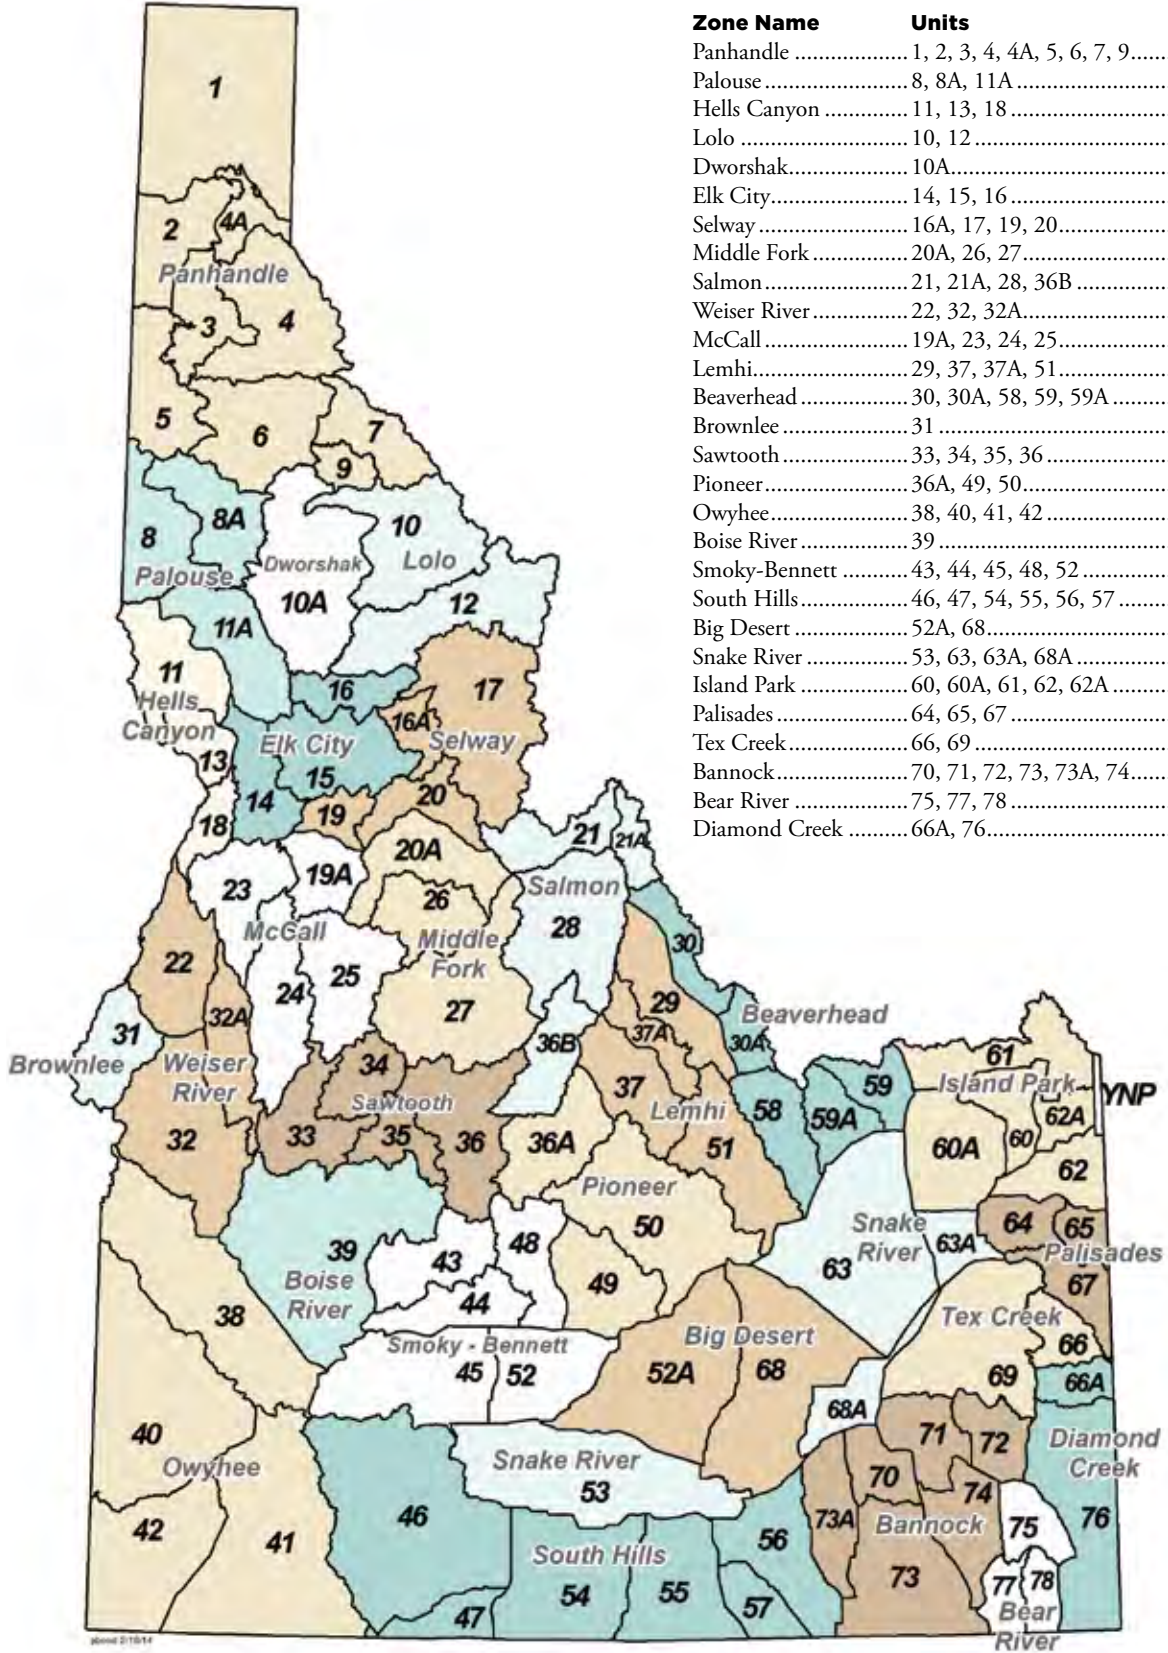 Zone Name Units
Panhandle ................. 1, 2, 3, 4, 4A, 5, 6, 7, 9......
Palouse ....................... 8, 8A, 11A ..........................
Hells Canyon ............. 11, 13, 18 ...........................
Lolo ............................ 10, 12 .................................
Dworshak................... 10A.....................................
Elk City...................... 14, 15, 16 ...........................
Selway ........................ 16A, 17, 19, 20...................
Middle Fork............... 20A, 26, 27.........................
Salmon....................... 21, 21A, 28, 36B ................
Weiser River............... 22, 32, 32A.........................
McCall ....................... 19A, 23, 24, 25...................
Lemhi......................... 29, 37, 37A, 51...................
Beaverhead................. 30, 30A, 58, 59, 59A .........
Brownlee .................... 31 .......................................
Sawtooth .................... 33, 34, 35, 36 .....................
Pioneer....................... 36A, 49, 50.........................
Owyhee...................... 38, 40, 41, 42 .....................
Boise River................. 39 .......................................
Smoky-Bennett .......... 43, 44, 45, 48, 52 ...............
South Hills................. 46, 47, 54, 55, 56, 57 .........
Big Desert .................. 52A, 68...............................
Snake River ................ 53, 63, 63A, 68A ................
Island Park ................. 60, 60A, 61, 62, 62A .........
Palisades ..................... 64, 65, 67 ...........................
Tex Creek................... 66, 69 .................................
Bannock..................... 70, 71, 72, 73, 73A, 74......
Bear River .................. 75, 77, 78 ...........................
Diamond Creek ......... 66A, 76...............................
1
2
4A
Panhandle
3
4
5
6
7
9
8A
10
8
Dworshak
Lolo
Palouse
10A
12
11A
11
16
17
Hells
Canyon
16A
Elk City
Selway
13
15
14
20
19
18
21
21A
20A
19A
23
Salmon
26
28
McCall
Middle
Fork
30
22
25
24
29
27
32A
Beaverhead
31
37A
36B
30A
Brownlee
Weiser
River
34
61
59
Island Park
YNP
37
Sawtooth
Lemhi
58
59A
62A
33
35
36
36A
51
60A
60
32
62
Pioneer
50
64
65
Snake
River
39
48
43
63A
Palisades
63
Boise
River
49
67
44
38
Tex Creek
Big Desert
66
Smoky - Bennett
45
52
52A
68
69
66A
68A
40
71
72
Diamond
Creek
Owyhee
Snake River
70
53
74
46
73A
Bannock
75
76
42
41
56
South Hills
54
55
73
77
78
57
47
Bear
River